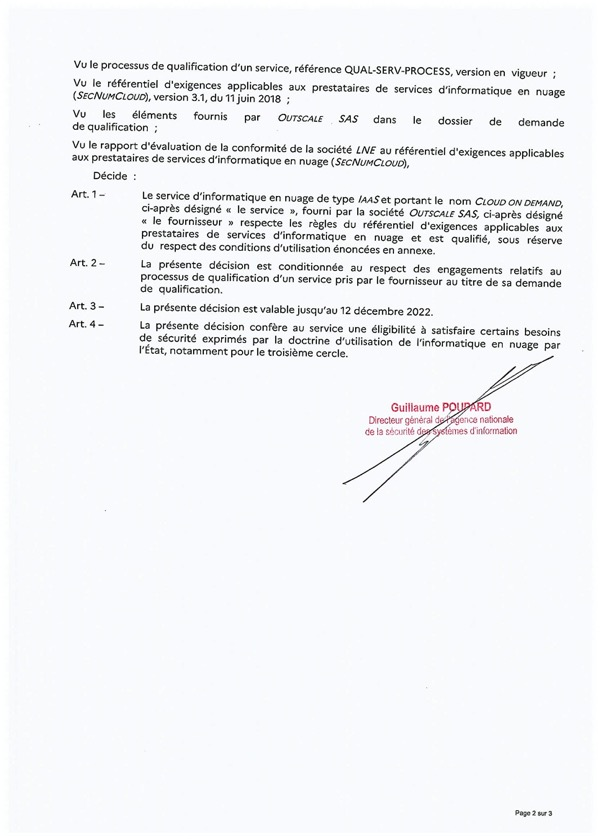 Vu le processus de qualification d'un service, référence QUAL-SERV-PROCESS, version en vigueur ;
Vu le référentiel d'exigences applicables aux prestataires de services d'informatique en nuage
(SECNUMCLOUD), version 3.1, du 11 juin 2018 ;
Vu les éléments fournis par OUTSCALE SAS dans le dossier de demande
de qualification ;
Vu le rapport d'évaluation de la conformité de la société LNE au référentiel d'exigences applicables
aux prestataires de services d'informatique en nuage (SECNUMCLOUD),
Décide :
Art. 1 – Le service d'informatique en nuage de type IAAS et portant le nom CLOUD ON DEMAND,
ci-après désigné « le service », fourni par la société OUTSCALE SAS, ci-après désigné
« le fournisseur » respecte les règles du référentiel d'exigences applicables aux
prestataires de services d'informatique en nuage et est qualifié, sous réserve
du respect des conditions d'utilisation énoncées en annexe.
Art. 2 – La présente décision est conditionnée au respect des engagements relatifs au
processus de qualification d'un service pris par le fournisseur au titre de sa demande
de qualification.
Art. 3 – La présente décision est valable jusqu'au 12 décembre 2022.
Art. 4 – La présente décision confère au service une éligibilité à satisfaire certains besoins
de sécurité exprimés par la doctrine d'utilisation de l'informatique en nuage par
l'État, notamment pour le troisième cercle.
Guillaume POUPARD
Directeur général de l'agence nationale
de la sécurité des systèmes d'information
Page 2 sur 3